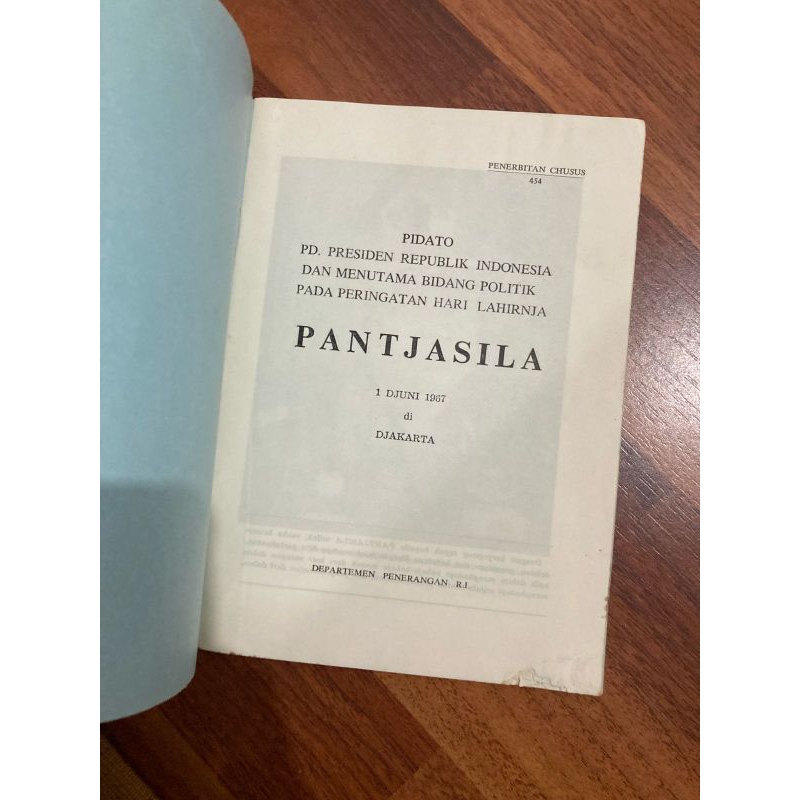 PENERBITAN CHUSUS
454
PIDATO
PD. PRESIDEN REPUBLIK INDONESIA
DAN MENUTAMA BIDANG POLITIK
PADA PERINGATAN HARI LAHIRNJA
PANTJASILA
1 DJUNI 1967
di
DJAKARTA
DEPARTEMEN PENERANGAN R.I